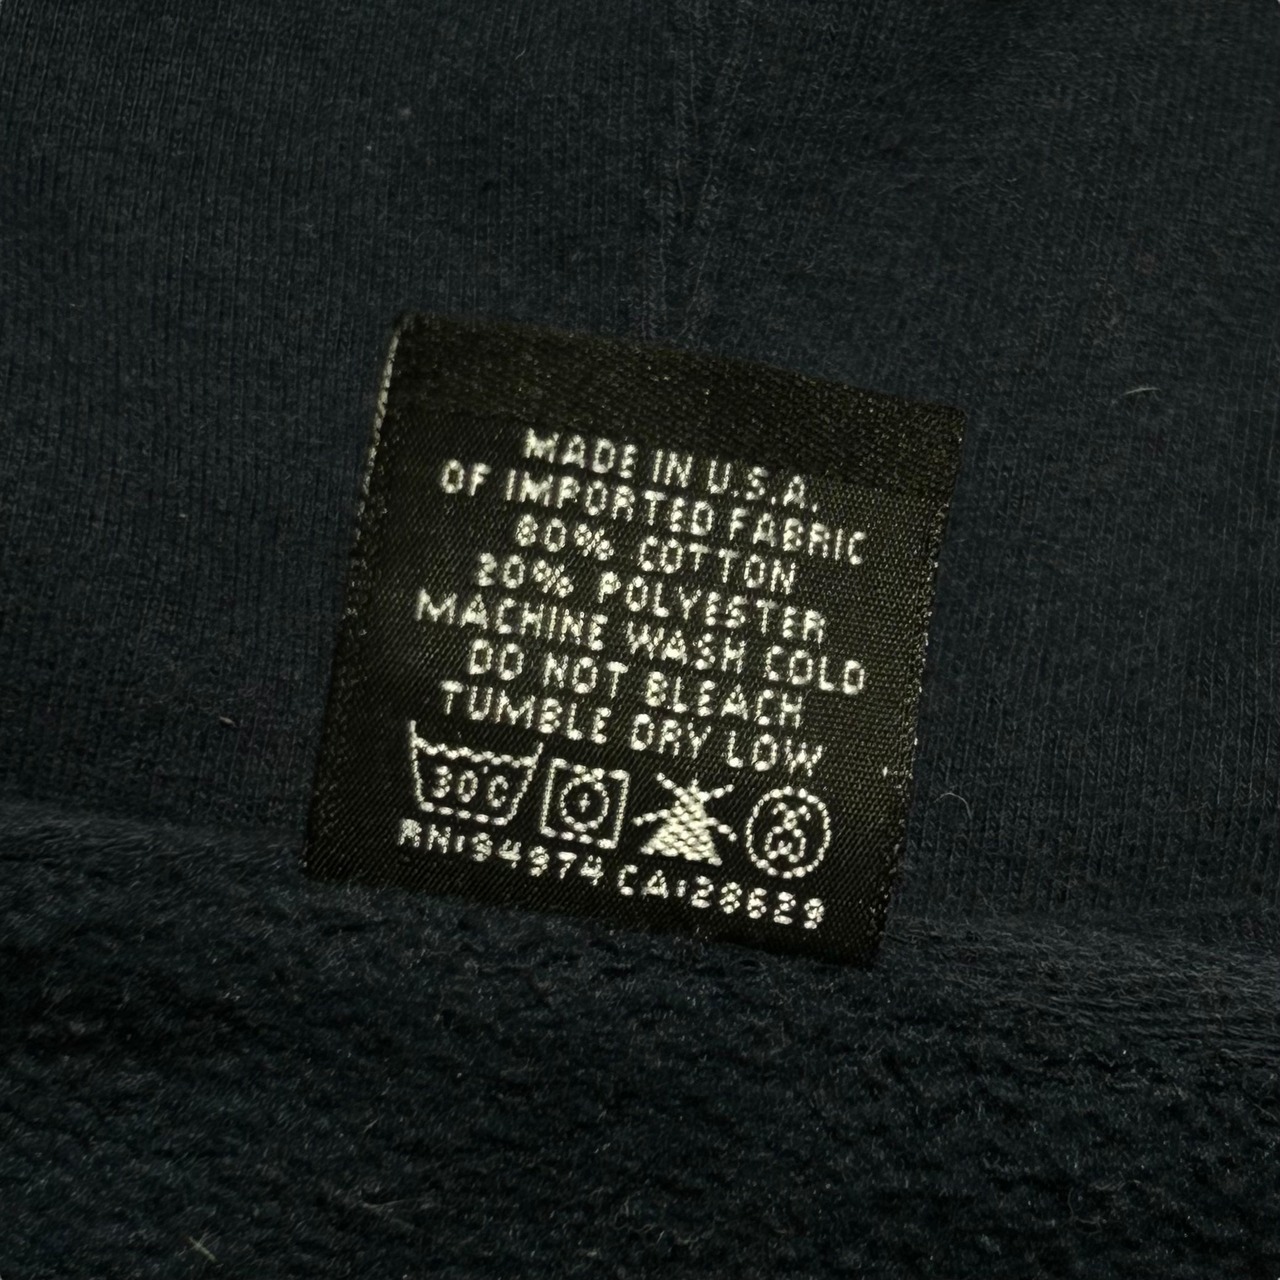 MADE IN U.S.A.
OF IMPORTED FABRIC
80% COTTON
20% POLYESTER
MACHINE WASH COLD
DO NOT BLEACH
TUMBLE DRY LOW
30°C
RN:94974 CA:28629